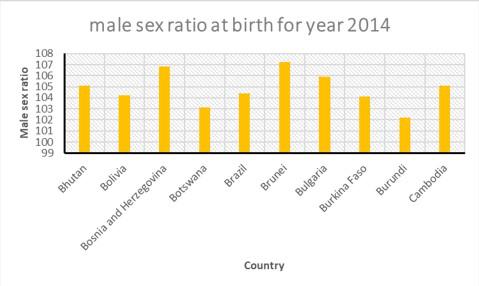 male sex ratio at birth for year 2014
Male sex ratio
108
107
106
105
104
103
102
101
100
99
Bhutan
Bolivia
Bosnia and Herzegovina
Botswana
Brazil
Brunei
Bulgaria
Burkina Faso
Burundi
Cambodia
Country